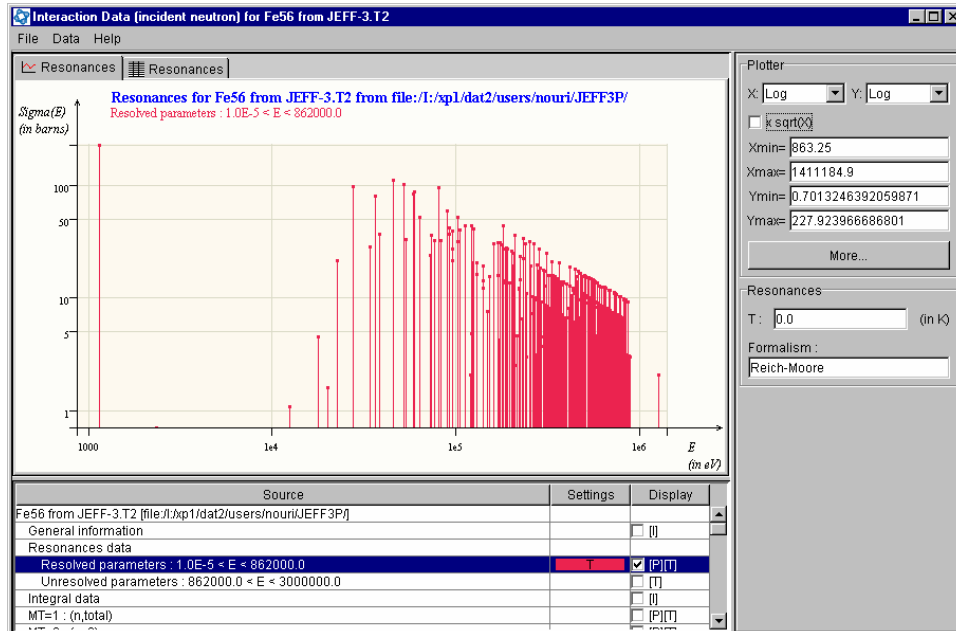 Interaction Data (incident neutron) for Fe56 from JEFF-3.T2
File Data Help
Resonances Resonances
Resonances for Fe56 from JEFF-3.T2 from file:/I:/xp1/dat2/users/nouri/JEFF3P/
Resolved parameters : 1.0E-5 < E < 862000.0
Sigma(E)
(in barns)
100
50
10
5
1
1000 1e4 1e5 1e6
E
(in eV)
Plotter
X: Log Y: Log
x sqrt(X)
Xmin= 863.25
Xmax= 1411184.9
Ymin= 0.7013246392059871
Ymax= 227.923966686801
More...
Resonances
T : 0.0 (in K)
Formalism :
Reich-Moore
Source Settings Display
Fe56 from JEFF-3.T2 [file:/I:/xp1/dat2/users/nouri/JEFF3P/]
General information [I]
Resonances data
Resolved parameters : 1.0E-5 < E < 862000.0 T [P][T]
Unresolved parameters : 862000.0 < E < 3000000.0 [T]
Integral data [I]
MT=1 : (n,total) [P][T]